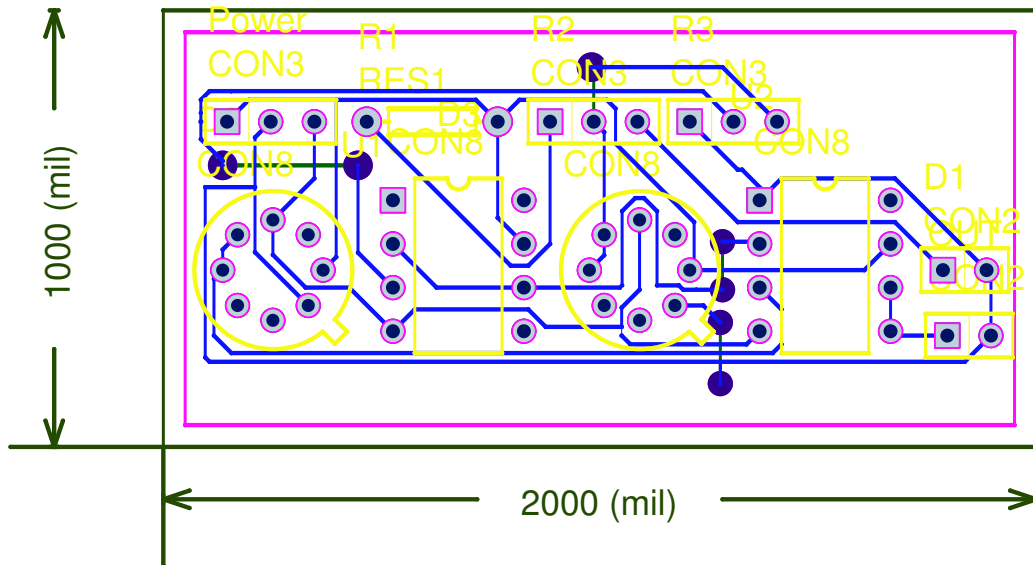 Power
CON3
R1
RES1
R2
CON3
R3
CON3
U2
CON8
D3
CON8
U1
CON8
CON8
D1
CON2
OUT
CON2
1000 (mil)
2000 (mil)